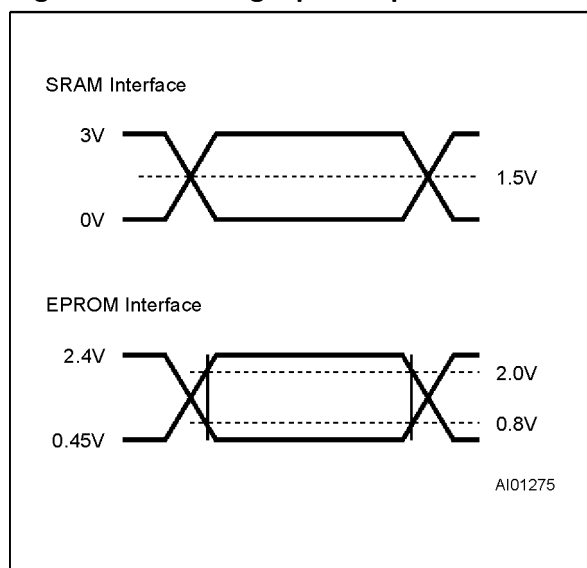 SRAM Interface
3V
1.5V
0V
EPROM Interface
2.4V
2.0V
0.8V
0.45V
AI01275